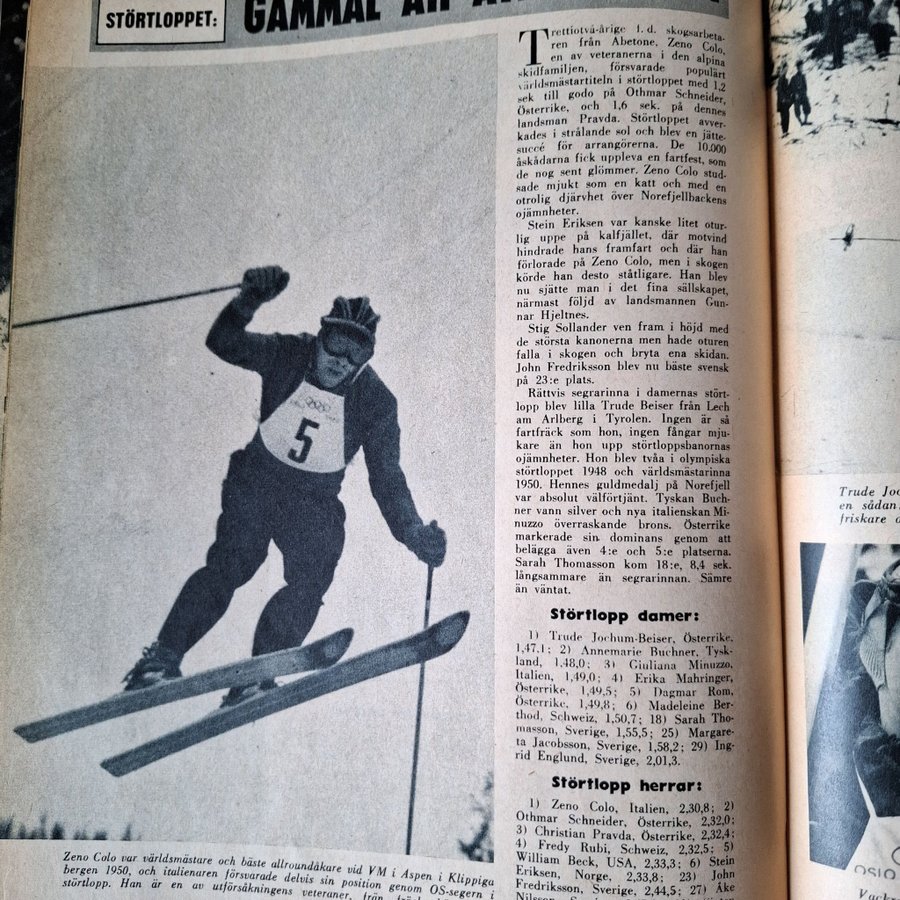 STÖRTLOPPET:
GAMMAL ÄR
Trettiotvå-årige f. d. skogsarbeta-
ren från Abetone, Zeno Colo,
en av veteranerna i den alpina
skidfamiljen, försvarade populärt
världsmästartiteln i störtloppet med 1,2
sek till godo på Othmar Schneider,
Österrike, och 1,6 sek. på dennes
landsman Pravda. Störtloppet avver-
kades i strålande sol och blev en jätte-
succé för arrangörerna. De 10.000
åskådarna fick uppleva en fartfest, som
de nog sent glömmer. Zeno Colo stud-
sade mjukt som en katt och med en
otrolig djärvhet över Norefjellbackens
ojämnheter.
Stein Eriksen var kanske litet otur-
lig uppe på kalfjället, där motvind
hindrade hans framfart och där han
förlorade på Zeno Colo, men i skogen
körde han desto ståtligare. Han blev
nu sjätte man i det fina sällskapet,
närmast följd av landsmannen Gun-
nar Hjeltnes.
Stig Sollander ven fram i höjd med
de största kanonerna men hade oturen
falla i skogen och bryta ena skidan.
John Fredriksson blev nu bäste svensk
på 23:e plats.
Rättvis segrarinna i damernas stört-
lopp blev lilla Trude Beiser från Lech
am Arlberg i Tyrolen. Ingen är så
fartfräck som hon, ingen fångar mju-
kare än hon upp störtloppsbanornas
ojämnheter. Hon blev tvåa i olympiska
störtloppet 1948 och världsmästarinna
1950. Hennes guldmedalj på Norefjell
var absolut välförtjänt. Tyskan Buch-
ner vann silver och nya italienskan Mi-
nuzzo överraskande brons. Österrike
markerade sin dominans genom att
belägga även 4:e och 5:e platserna.
Sarah Thomasson kom 18:e, 8,4 sek.
långsammare än segrarinnan. Sämre
än väntat.
Störtlopp damer:
1) Trude Jochum-Beiser, Österrike,
1,47,1; 2) Annemarie Buchner, Tysk-
land, 1,48,0; 3) Giuliana Minuzzo,
Italien, 1,49,0; 4) Erika Mahringer,
Österrike, 1,49,5; 5) Dagmar Rom,
Österrike, 1,49,8; 6) Madeleine Ber-
thod, Schweiz, 1,50,7; 18) Sarah Tho-
masson, Sverige, 1,55,5; 25) Margare-
ta Jacobsson, Sverige, 1,58,2; 29) Ing-
rid Englund, Sverige, 2,01,3.
Störtlopp herrar:
1) Zeno Colo, Italien, 2,30,8; 2)
Othmar Schneider, Österrike, 2,32,0;
3) Christian Pravda, Österrike, 2,32,4;
4) Fredy Rubi, Schweiz, 2,32,5; 5)
William Beck, USA, 2,33,3; 6) Stein
Eriksen, Norge, 2,33,8; 23) John
Fredriksson, Sverige, 2,44,5; 27) Åke
Nilsson,
5
Zeno Colo var världsmästare och bäste allroundåkare vid VM i Aspen i Klippiga
bergen 1950, och italienaren försvarade delvis sin position genom OS-segern i
störtlopp. Han är en av utförsåkningens veteraner, från
Trude Joc
en sådan
friskare
OSLO